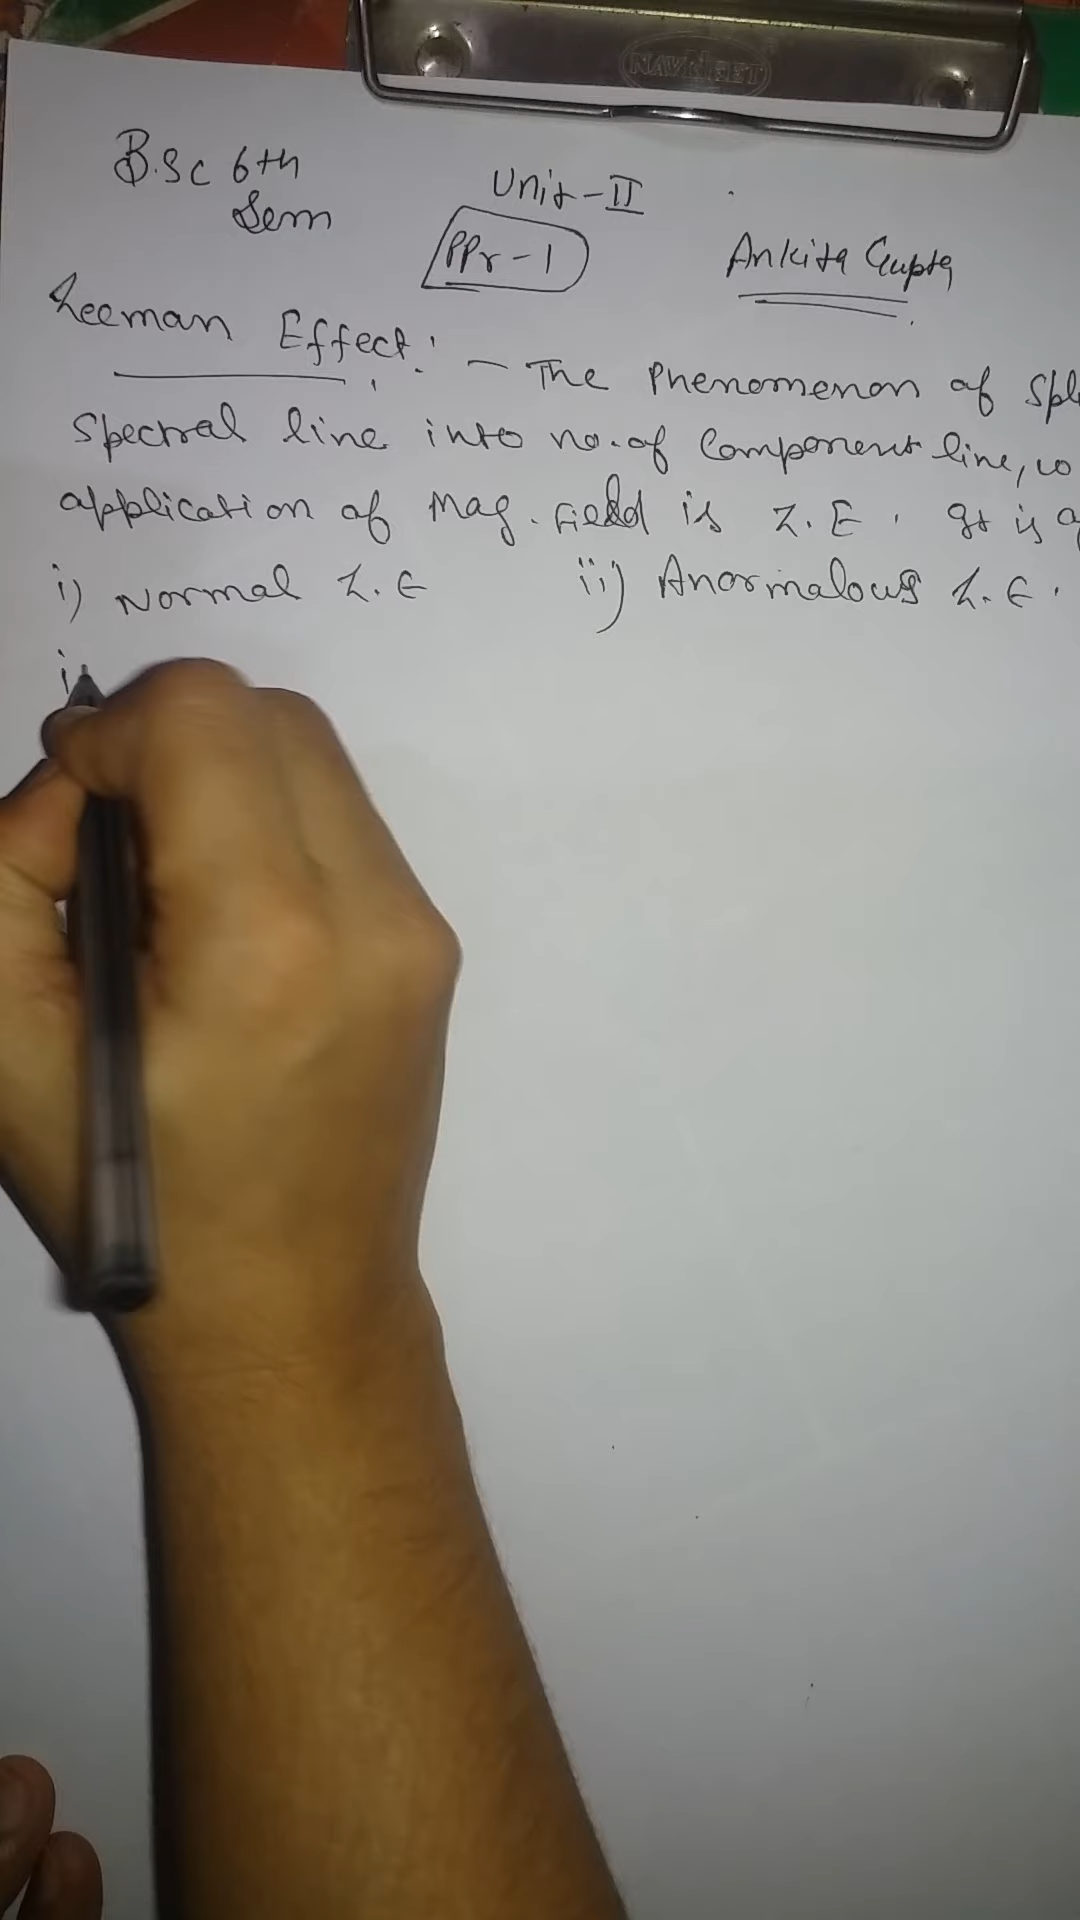 NAVNEET
B.Sc 6th
Sem
Unit-II
PPr-1
Ankita Gupta
Zeeman Effect:- The Phenomenon of Spl
Spectral line into no. of Component line, 
application of Mag. Field is Z.E. It is
i) Normal Z.E ii) Anormalous Z.E.
i